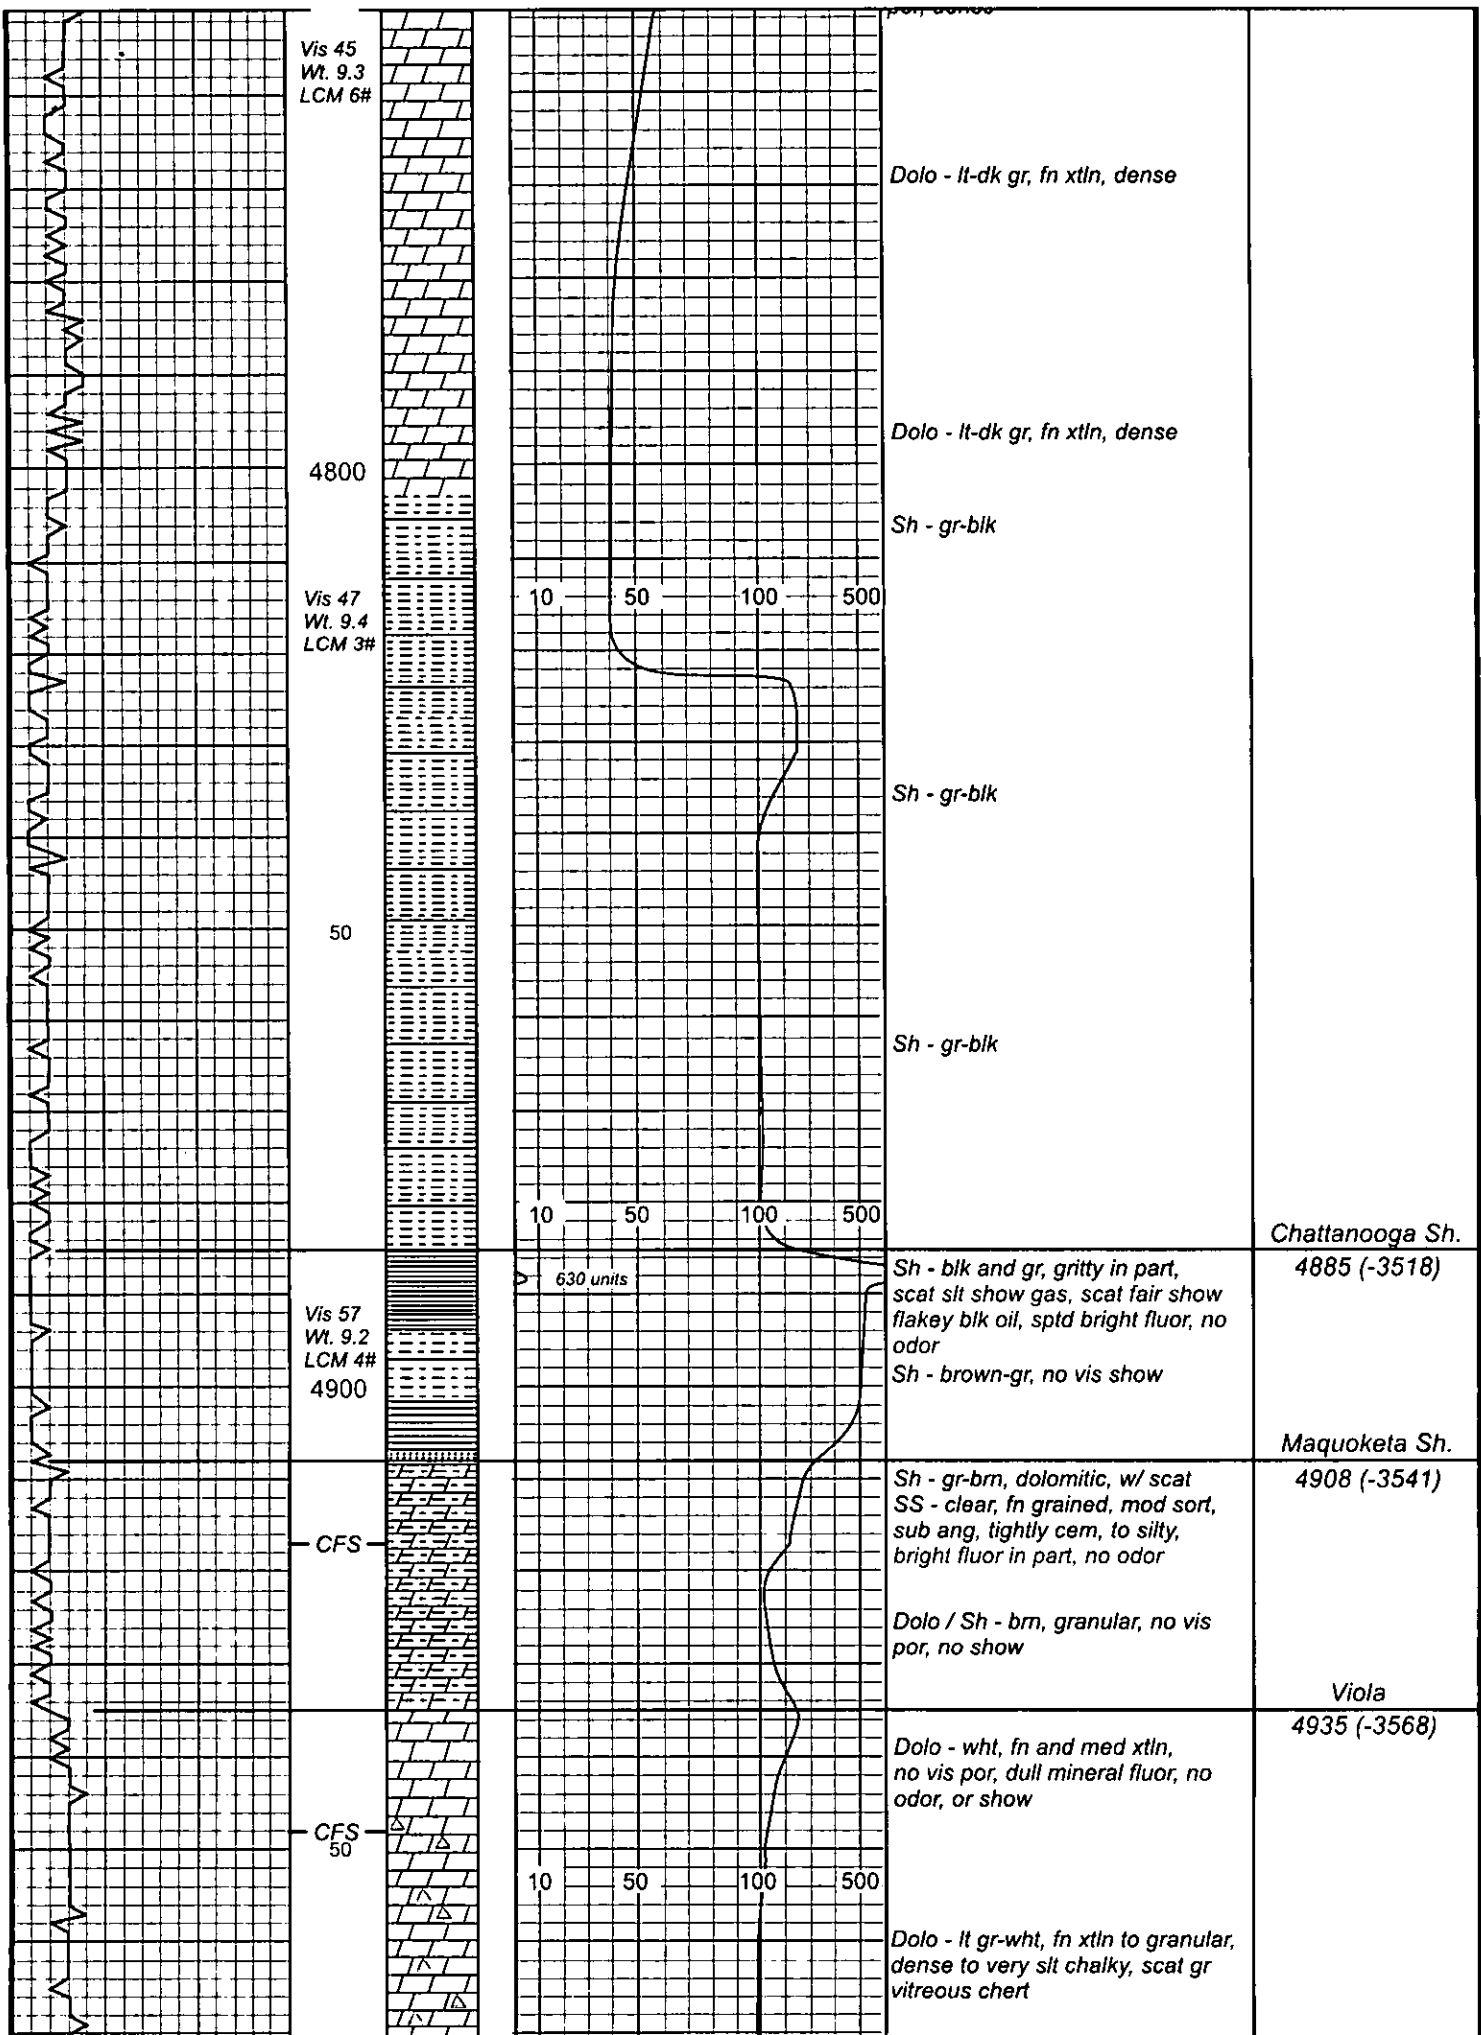 Vis 45
Wt. 9.3
LCM 6#
Dolo - lt-dk gr, fn xtln, dense
Dolo - lt-dk gr, fn xtln, dense
4800
Sh - gr-blk
10 50 100 500
Vis 47
Wt. 9.4
LCM 3#
Sh - gr-blk
50
Sh - gr-blk
10 50 100 500
Chattanooga Sh.
4885 (-3518)
630 units
Sh - blk and gr, gritty in part,
scat slt show gas, scat fair show
flakey blk oil, sptd bright fluor, no
odor
Vis 57
Wt. 9.2
LCM 4#
4900
Sh - brown-gr, no vis show
Maquoketa Sh.
4908 (-3541)
Sh - gr-brn, dolomitic, w/ scat
SS - clear, fn grained, mod sort,
sub ang, tightly cem, to silty,
bright fluor in part, no odor
CFS
Dolo / Sh - brn, granular, no vis
por, no show
Viola
4935 (-3568)
Dolo - wht, fn and med xtln,
no vis por, dull mineral fluor, no
odor, or show
CFS
50
10 50 100 500
Dolo - lt gr-wht, fn xtln to granular,
dense to very slt chalky, scat gr
vitreous chert